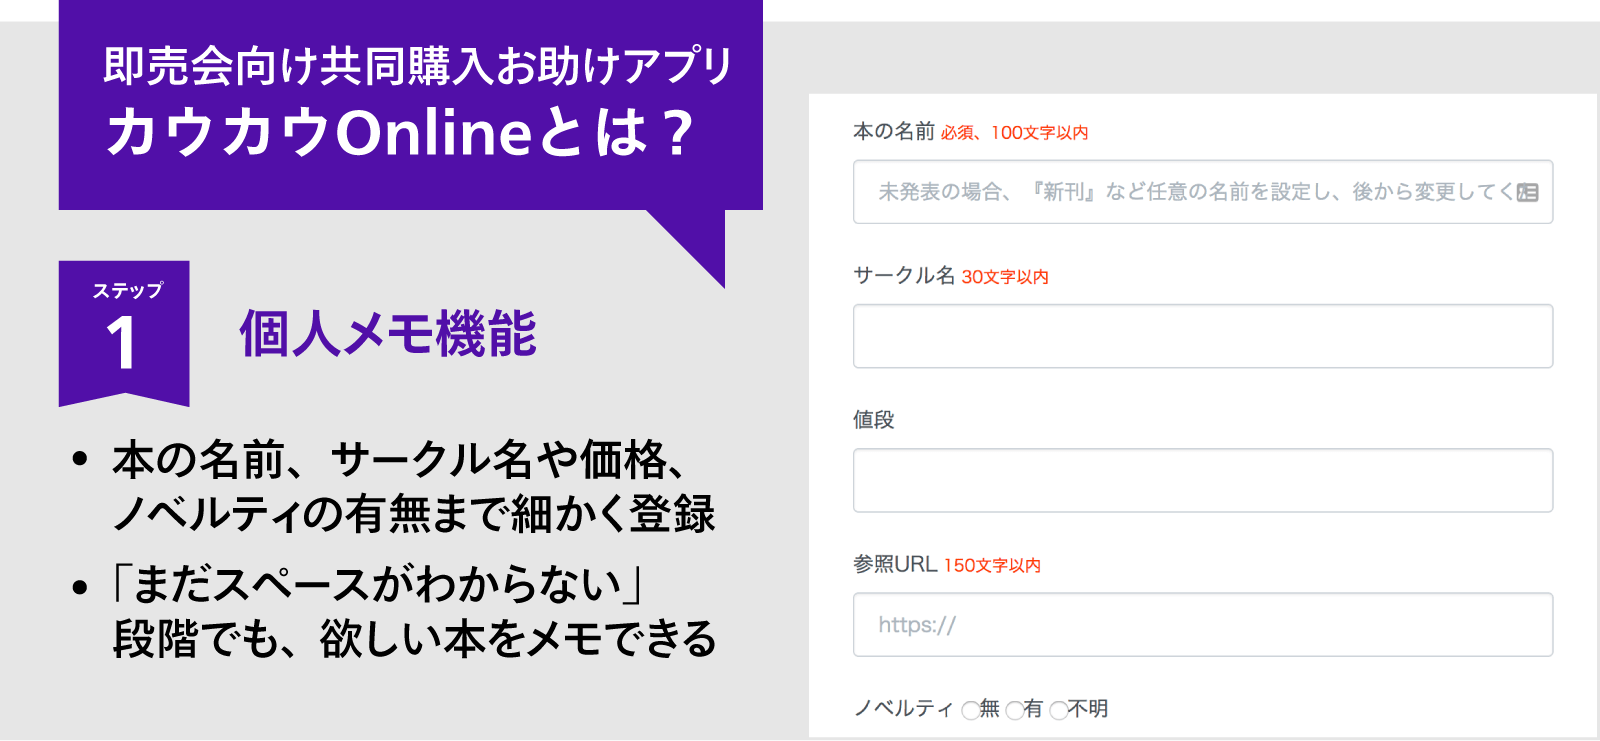 即売会向け共同購入お助けアプリ
カウカウOnlineとは？
ステップ
1
個人メモ機能
• 本の名前、サークル名や価格、
ノベルティの有無まで細かく登録
• 「まだスペースがわからない」
段階でも、欲しい本をメモできる
本の名前 必須、100文字以内
未発表の場合、『新刊』など任意の名前を設定し、後から変更してく
サークル名 30文字以内
値段
参照URL 150文字以内
https://
ノベルティ 無 有 不明